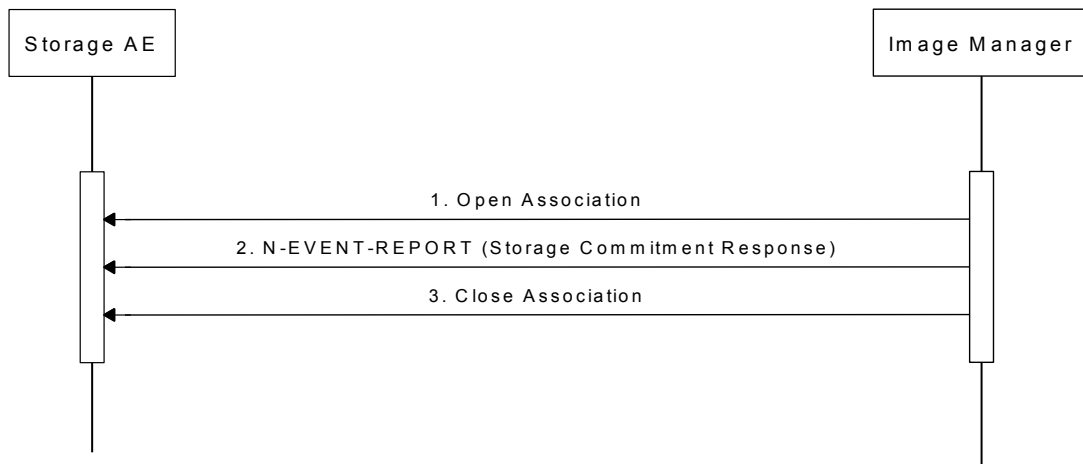 Storage AE
Image Manager
1. Open Association
2. N-EVENT-REPORT (Storage Commitment Response)
3. Close Association